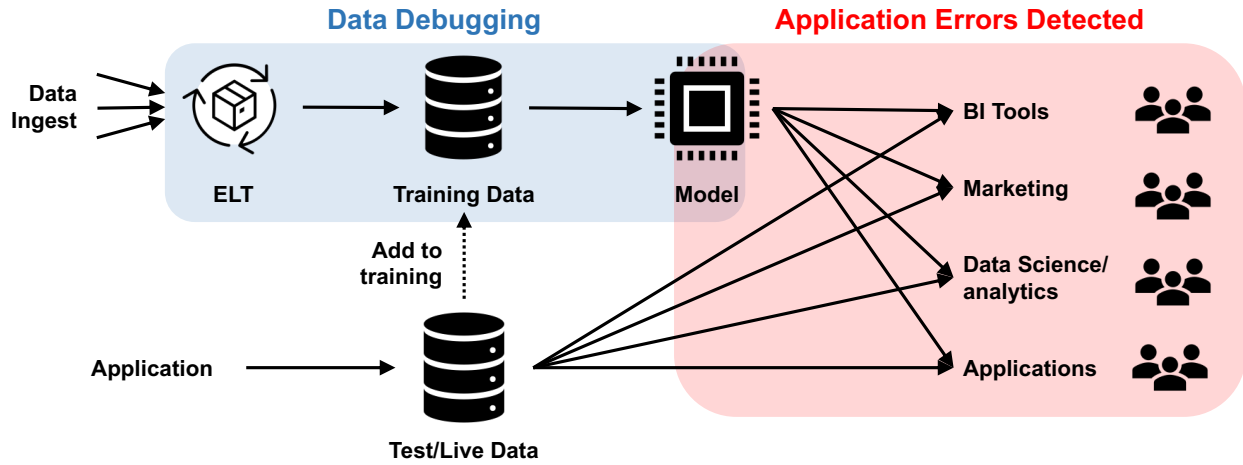 Data Debugging
Application Errors Detected
Data
Ingest
ELT
Training Data
Model
BI Tools
Marketing
Data Science/
analytics
Applications
Add to
training
Application
Test/Live Data